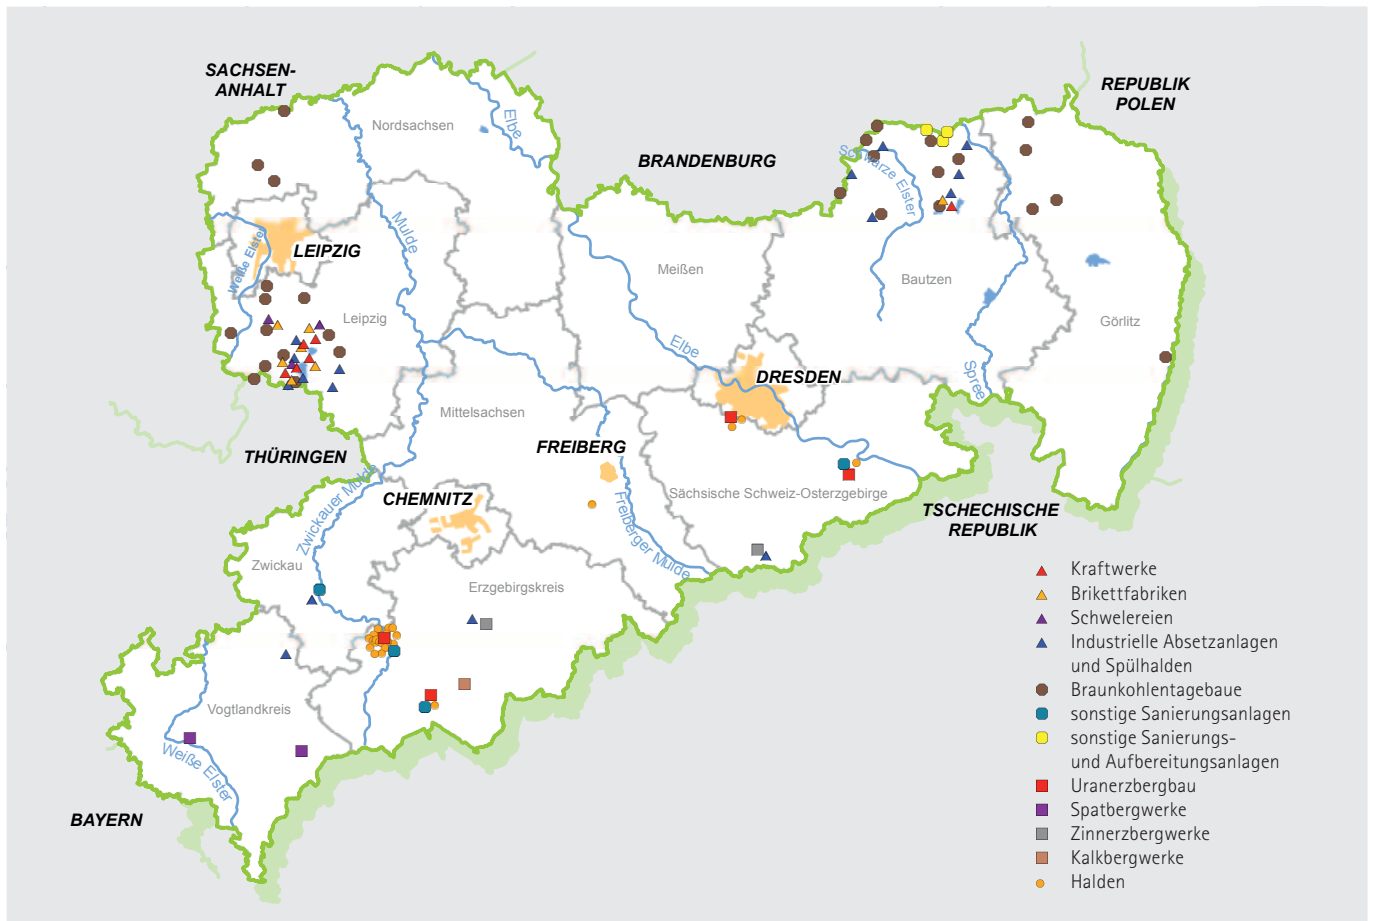 SACHSEN-
ANHALT
REPUBLIK
POLEN
Nordsachsen
Elbe
BRANDENBURG
Schwarze Elster
Mulde
Weiße Elster
LEIPZIG
Meißen
Bautzen
Leipzig
Görlitz
Elbe
DRESDEN
Spree
Mittelsachsen
FREIBERG
THÜRINGEN
CHEMNITZ
Sächsische Schweiz-Osterzgebirge
Zwickauer Mulde
Freiberger Mulde
TSCHECHISCHE
REPUBLIK
Zwickau
Erzgebirgskreis
Vogtlandkreis
Weiße Elster
BAYERN
Kraftwerke
Brikettfabriken
Schwelereien
Industrielle Absetzanlagen
und Spülhalden
Braunkohlentagebaue
sonstige Sanierungsanlagen
sonstige Sanierungs-
und Aufbereitungsanlagen
Uranerzbergbau
Spatbergwerke
Zinnerzbergwerke
Kalkbergwerke
Halden